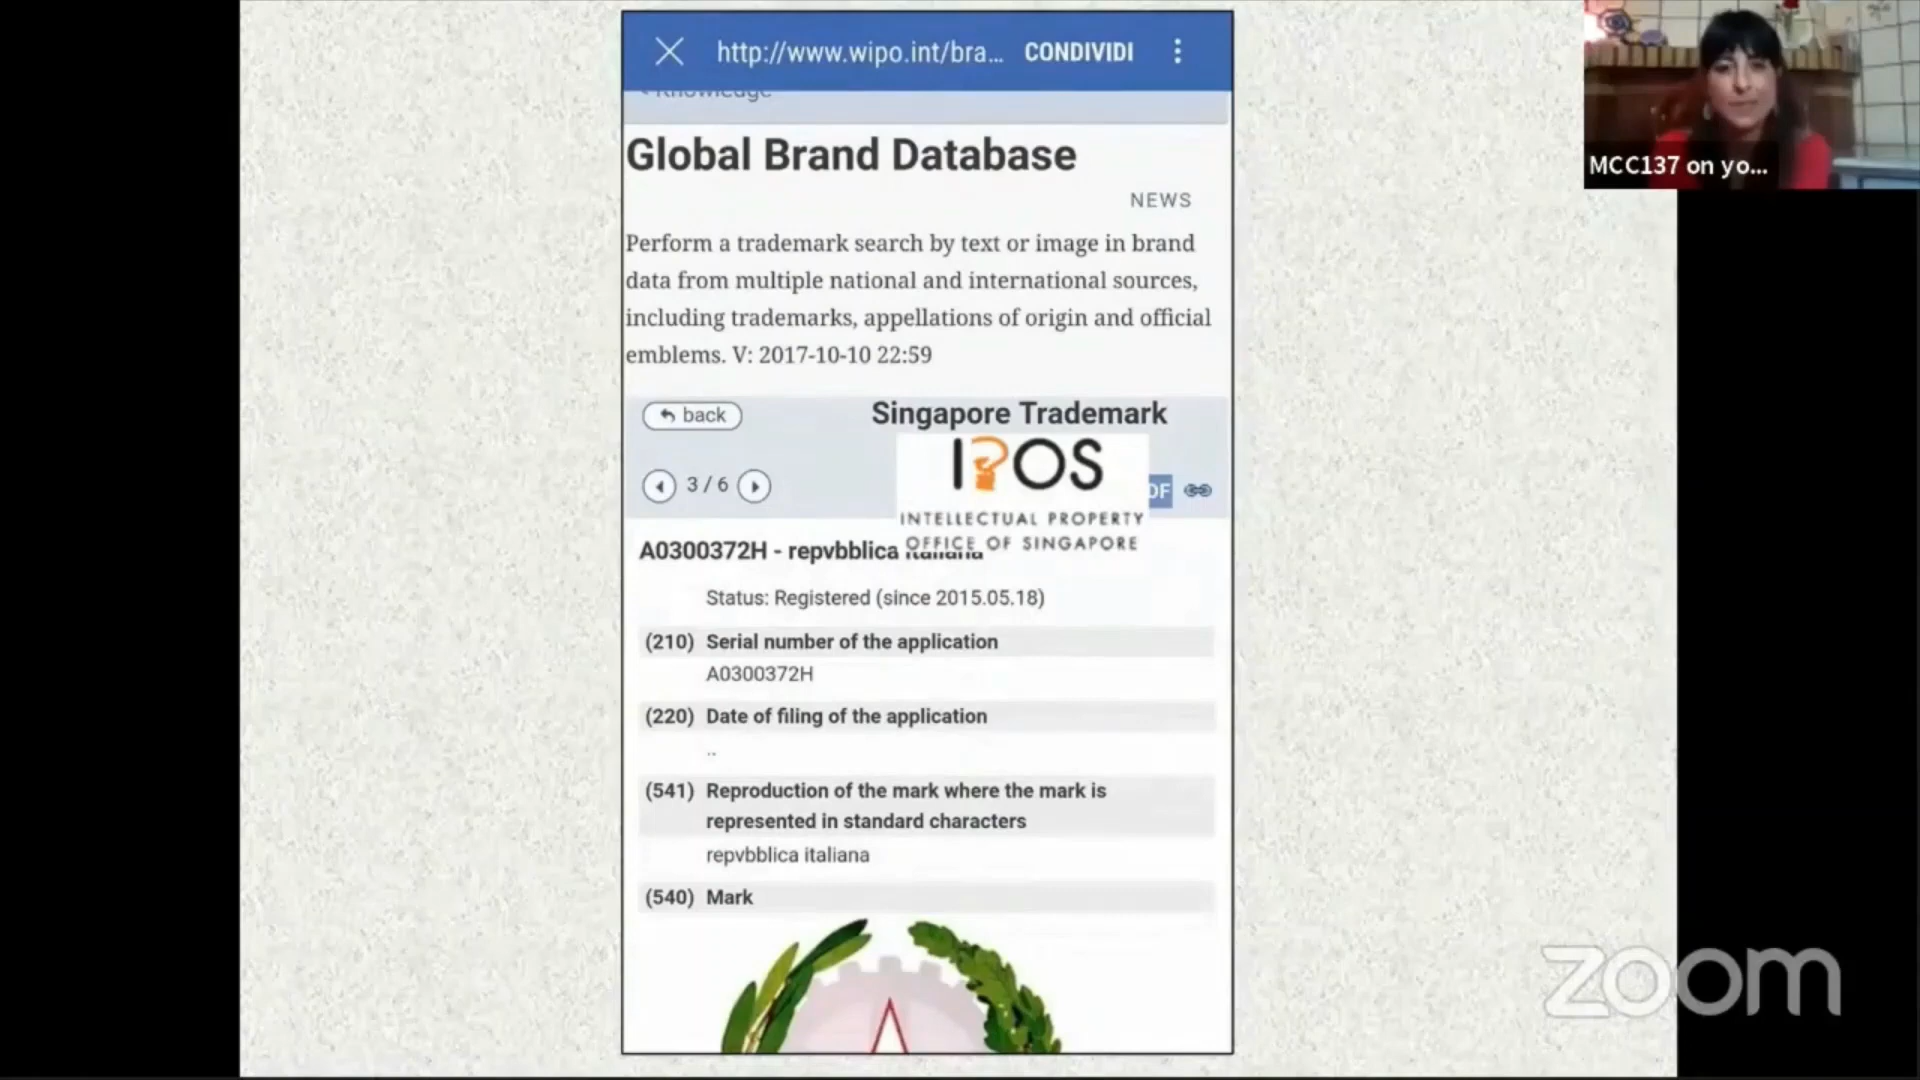 http://www.wipo.int/bra... CONDIVIDI
< Knowledge
Global Brand Database
NEWS
Perform a trademark search by text or image in brand
data from multiple national and international sources,
including trademarks, appellations of origin and official
emblems. V: 2017-10-10 22:59
back
Singapore Trademark
IPOS
3 / 6
DF
INTELLECTUAL PROPERTY
OFFICE OF SINGAPORE
A0300372H - repvbblica italiana
Status: Registered (since 2015.05.18)
(210) Serial number of the application
A0300372H
(220) Date of filing of the application
..
(541) Reproduction of the mark where the mark is
represented in standard characters
repvbblica italiana
(540) Mark
MCC137 on yo...
zoom